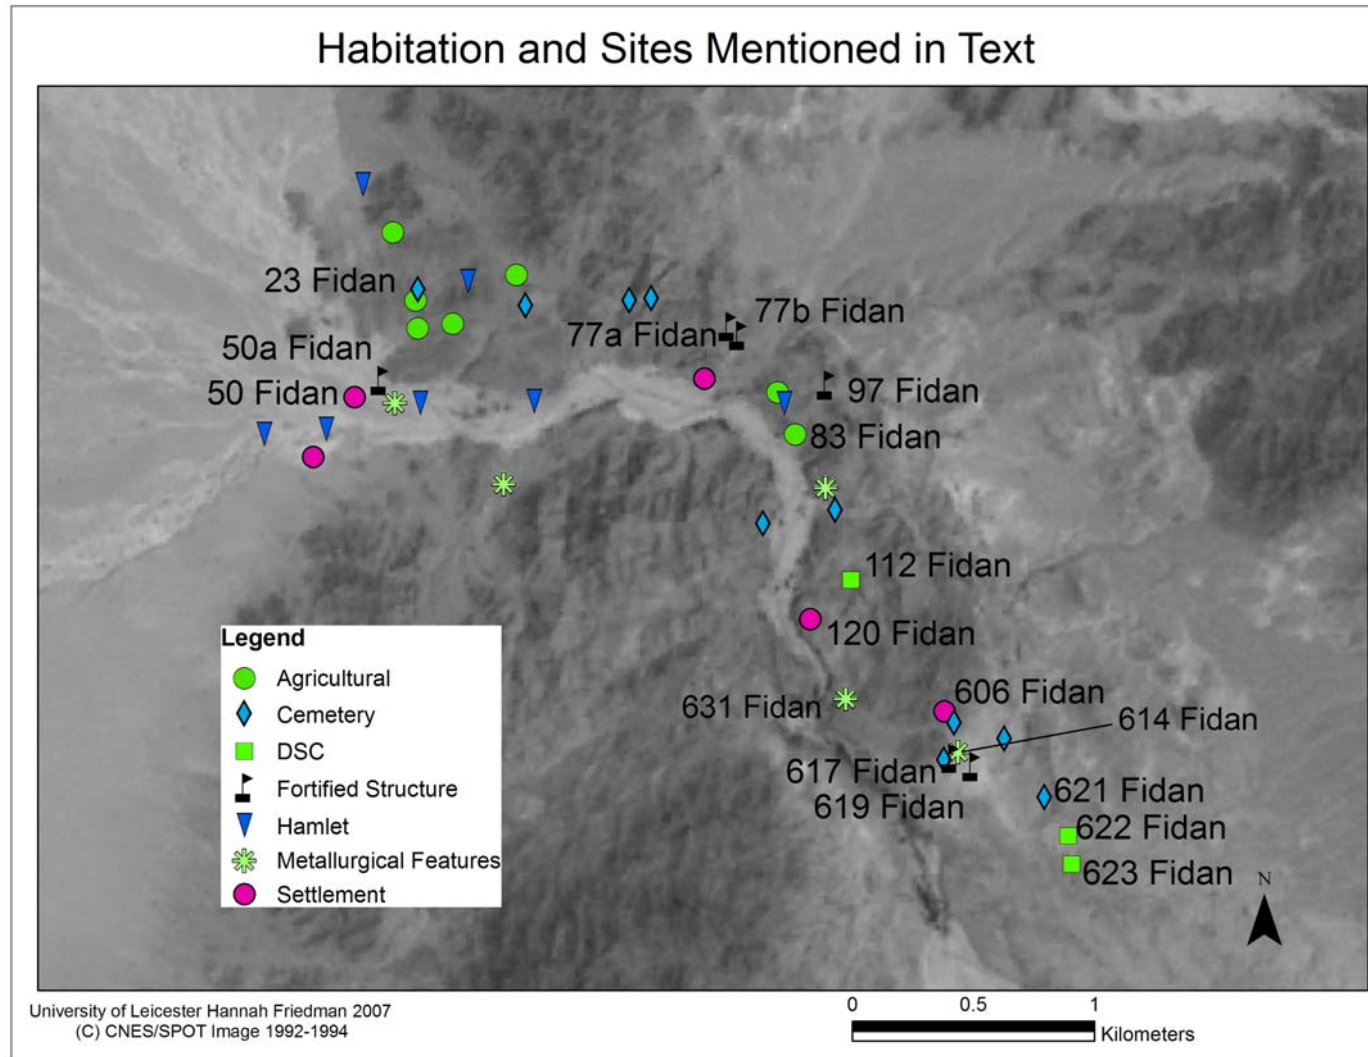 Habitation and Sites Mentioned in Text
23 Fidan
77b Fidan
77a Fidan
50a Fidan
50 Fidan
97 Fidan
83 Fidan
112 Fidan
120 Fidan
606 Fidan
631 Fidan
614 Fidan
617 Fidan
619 Fidan
621 Fidan
622 Fidan
623 Fidan
Legend
Agricultural
Cemetery
DSC
Fortified Structure
Hamlet
Metallurgical Features
Settlement
N
University of Leicester Hannah Friedman 2007
(C) CNES/SPOT Image 1992-1994
0 0.5 1
Kilometers